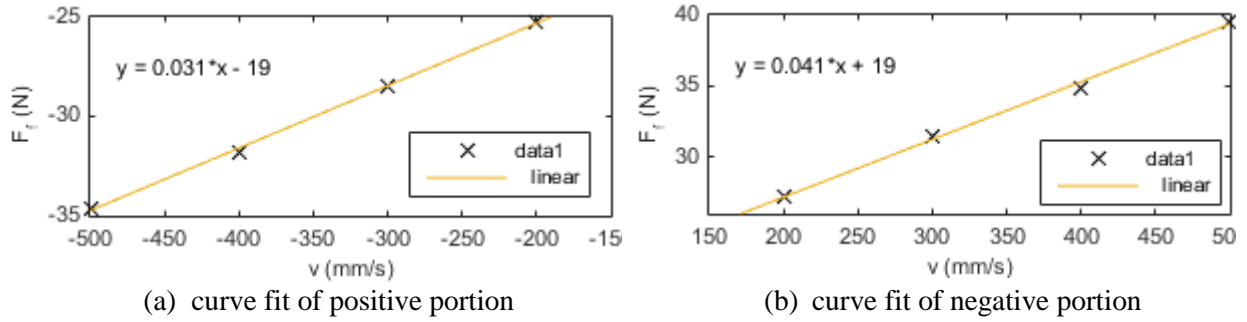 -25
-30
-35
F_f (N)
y = 0.031*x - 19
data1
linear
-500 -450 -400 -350 -300 -250 -200 -150
v (mm/s)
(a) curve fit of positive portion
40
35
30
F_f (N)
y = 0.041*x + 19
data1
linear
150 200 250 300 350 400 450 500
v (mm/s)
(b) curve fit of negative portion